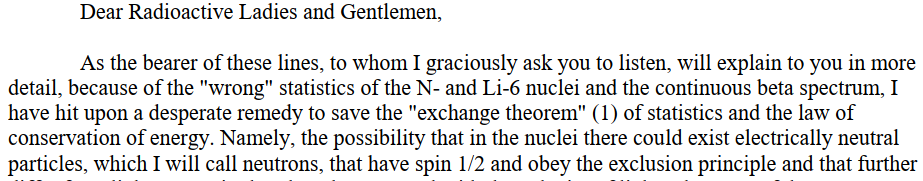 Dear Radioactive Ladies and Gentlemen,
As the bearer of these lines, to whom I graciously ask you to listen, will explain to you in more
detail, because of the "wrong" statistics of the N- and Li-6 nuclei and the continuous beta spectrum, I
have hit upon a desperate remedy to save the "exchange theorem" (1) of statistics and the law of
conservation of energy. Namely, the possibility that in the nuclei there could exist electrically neutral
particles, which I will call neutrons, that have spin 1/2 and obey the exclusion principle and that further